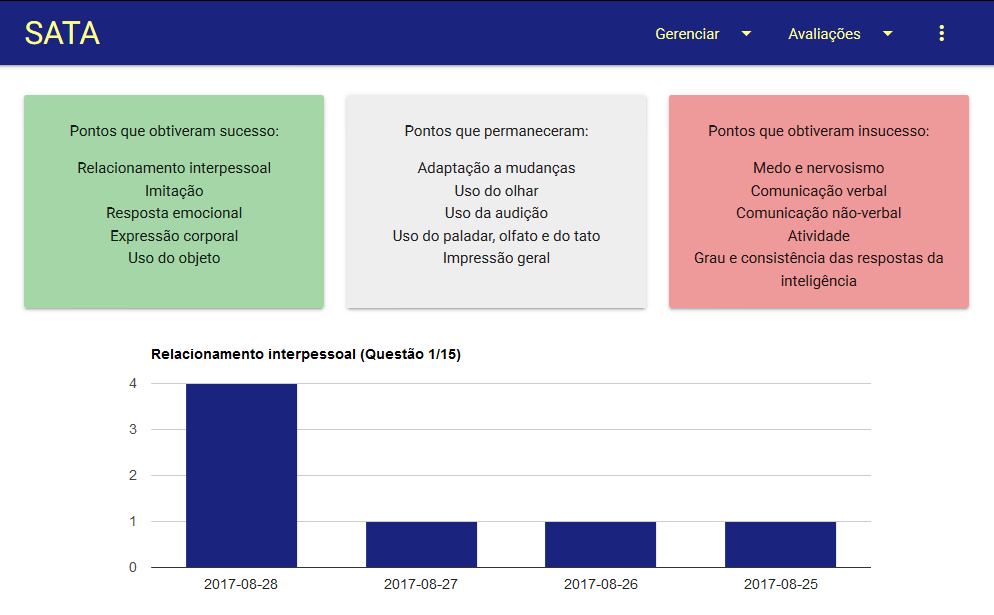 SATA
Gerenciar
Avaliações
Pontos que obtiveram sucesso:
Relacionamento interpessoal
Imitação
Resposta emocional
Expressão corporal
Uso do objeto
Pontos que permaneceram:
Adaptação a mudanças
Uso do olhar
Uso da audição
Uso do paladar, olfato e do tato
Impressão geral
Pontos que obtiveram insucesso:
Medo e nervosismo
Comunicação verbal
Comunicação não-verbal
Atividade
Grau e consistência das respostas da
inteligência
Relacionamento interpessoal (Questão 1/15)
4
3
2
1
0
2017-08-28
2017-08-27
2017-08-26
2017-08-25